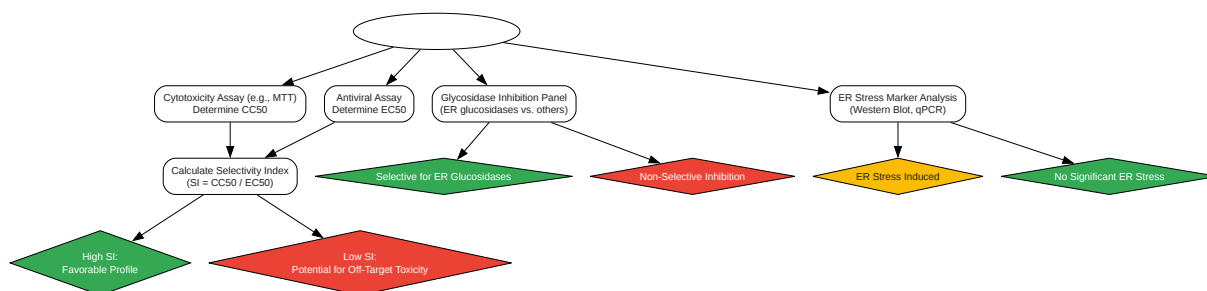 Cytotoxicity Assay (e.g., MTT)
Determine CC50
Antiviral Assay
Determine EC50
Glycosidase Inhibition Panel
(ER glucosidases vs. others)
ER Stress Marker Analysis
(Western Blot, qPCR)
Calculate Selectivity Index
(SI = CC50 / EC50)
Selective for ER Glucosidases
Non-Selective Inhibition
ER Stress Induced
No Significant ER Stress
High SI:
Favorable Profile
Low SI:
Potential for Off-Target Toxicity